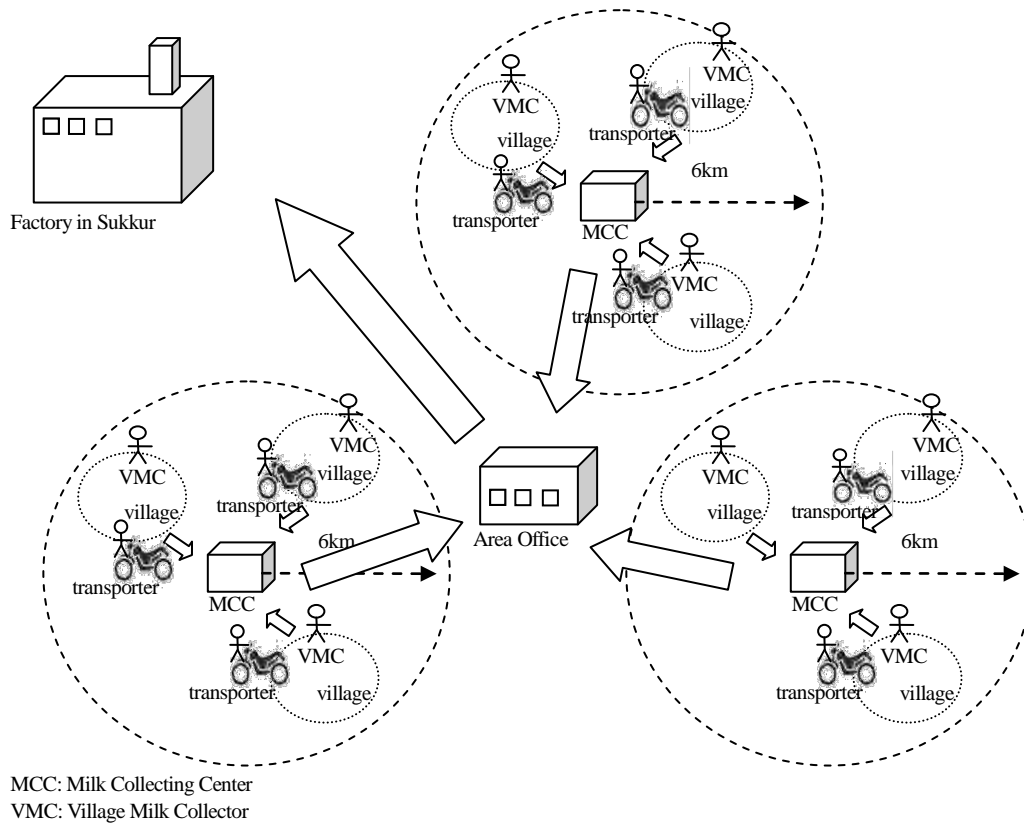 VMC
village
transporter
VMC
village
transporter
6km
MCC
VMC
village
transporter
Factory in Sukkur
VMC
village
transporter
VMC
village
transporter
6km
MCC
VMC
village
transporter
Area Office
VMC
village
VMC
village
transporter
6km
MCC
VMC
village
transporter
MCC: Milk Collecting Center
VMC: Village Milk Collector